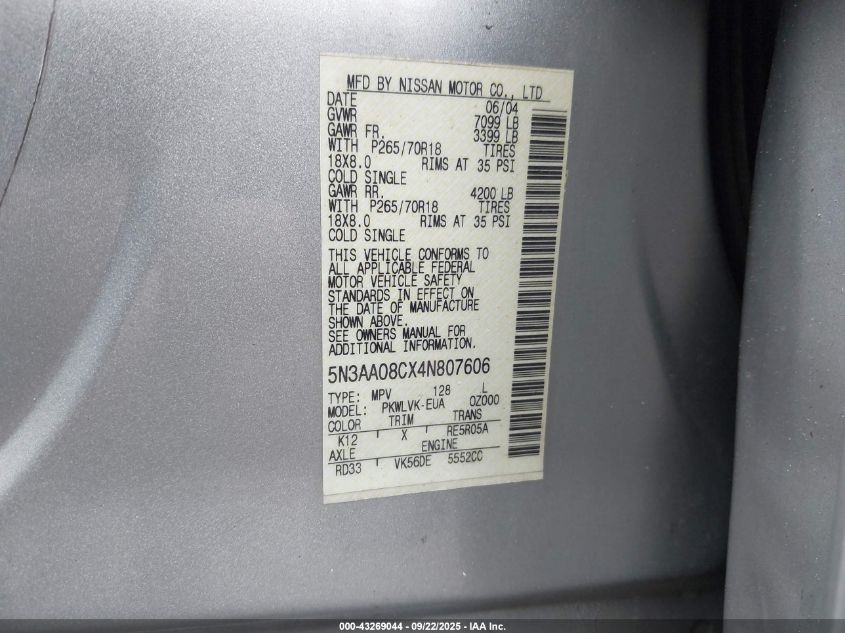 MFD BY NISSAN MOTOR CO., LTD
DATE 06/04
GVWR 7099 LB
GAWR FR. 3399 LB
WITH P265/70R18 TIRES
18X8.0 RIMS AT 35 PSI
COLD SINGLE
GAWR RR. 4200 LB
WITH P265/70R18 TIRES
18X8.0 RIMS AT 35 PSI
COLD SINGLE
THIS VEHICLE CONFORMS TO
ALL APPLICABLE FEDERAL
MOTOR VEHICLE SAFETY
STANDARDS IN EFFECT ON
THE DATE OF MANUFACTURE
SHOWN ABOVE.
SEE OWNERS MANUAL FOR
ADDITIONAL INFORMATION.
5N3AA08CX4N807606
TYPE: MPV 128 L
MODEL: PKWLVK-EUA 0Z000
COLOR TRIM TRANS
K12 X RE5R05A
AXLE ENGINE
RD33 VK56DE 5552CC
000-43269044 - 09/22/2025 - IAA Inc.